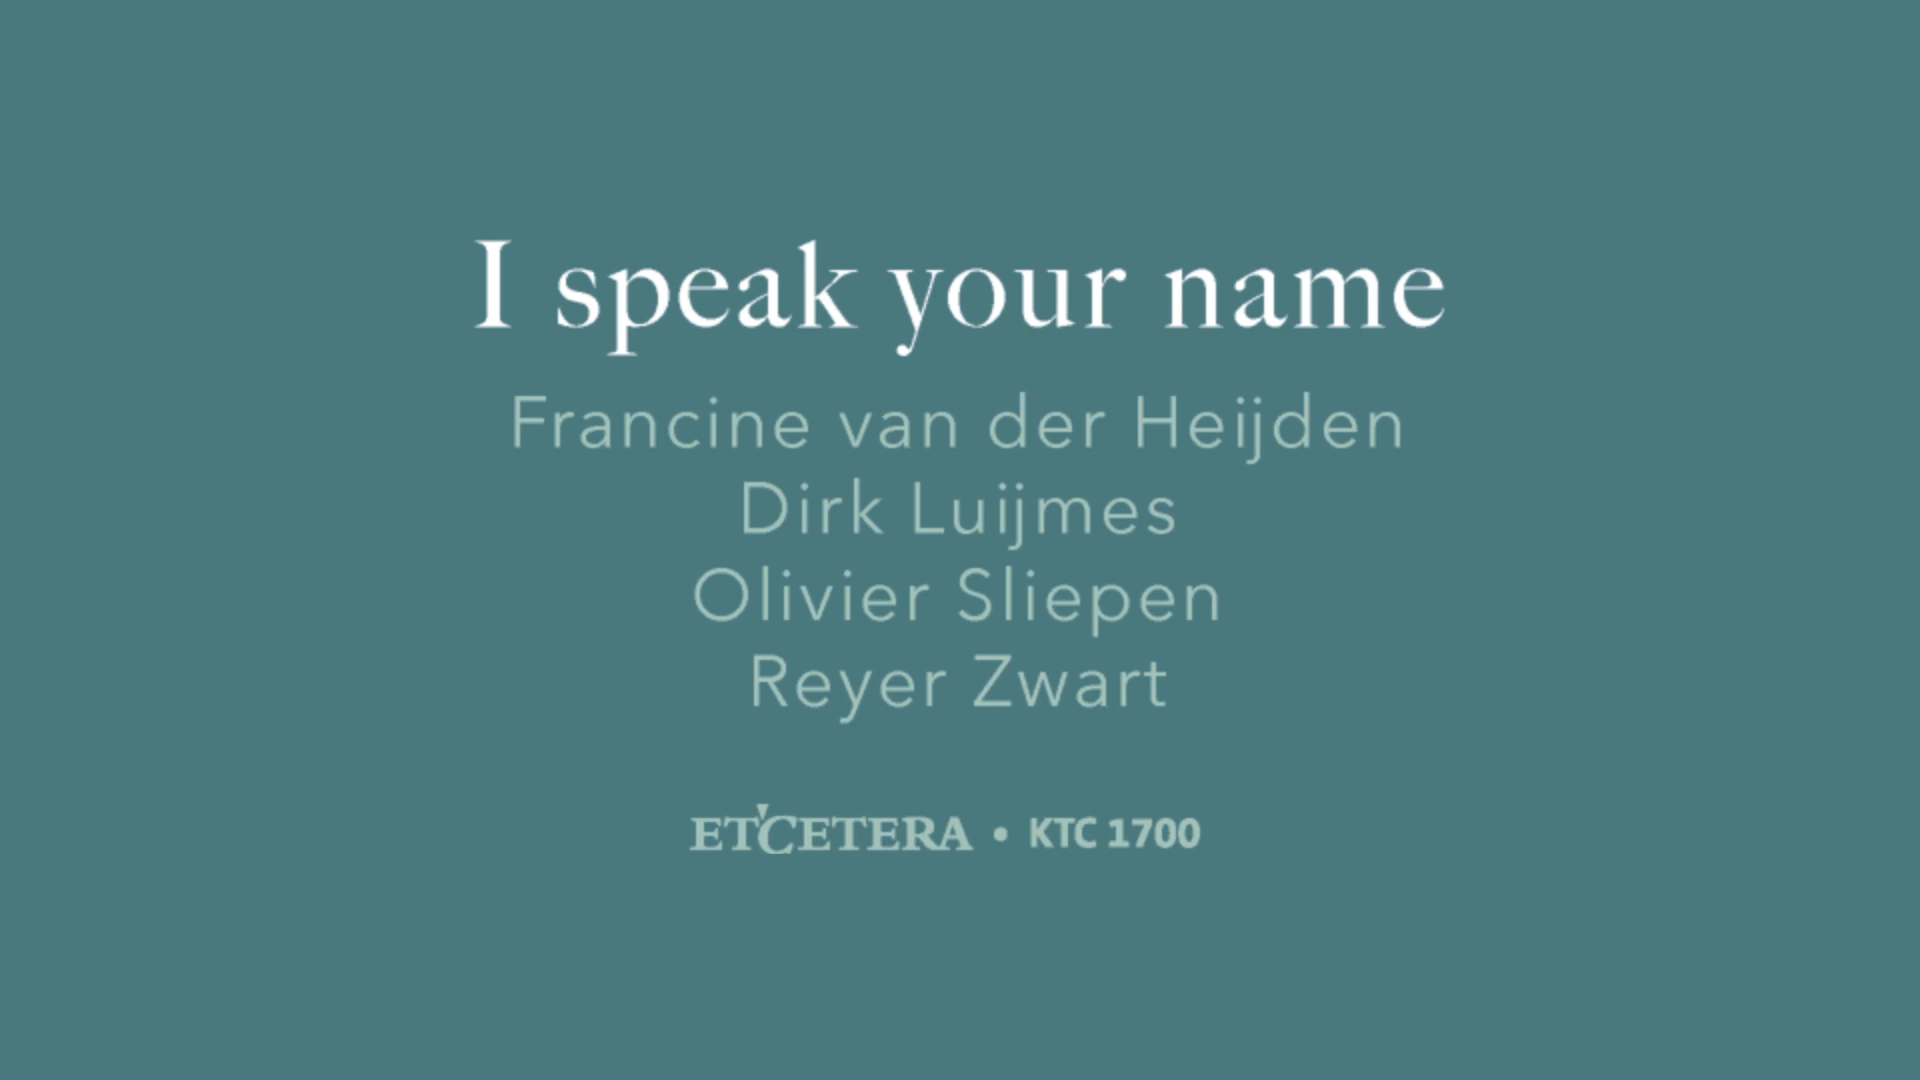 I speak your name
Francine van der Heijden
Dirk Luijmes
Olivier Sliepen
Reyer Zwart
ET'CETERA • KTC 1700